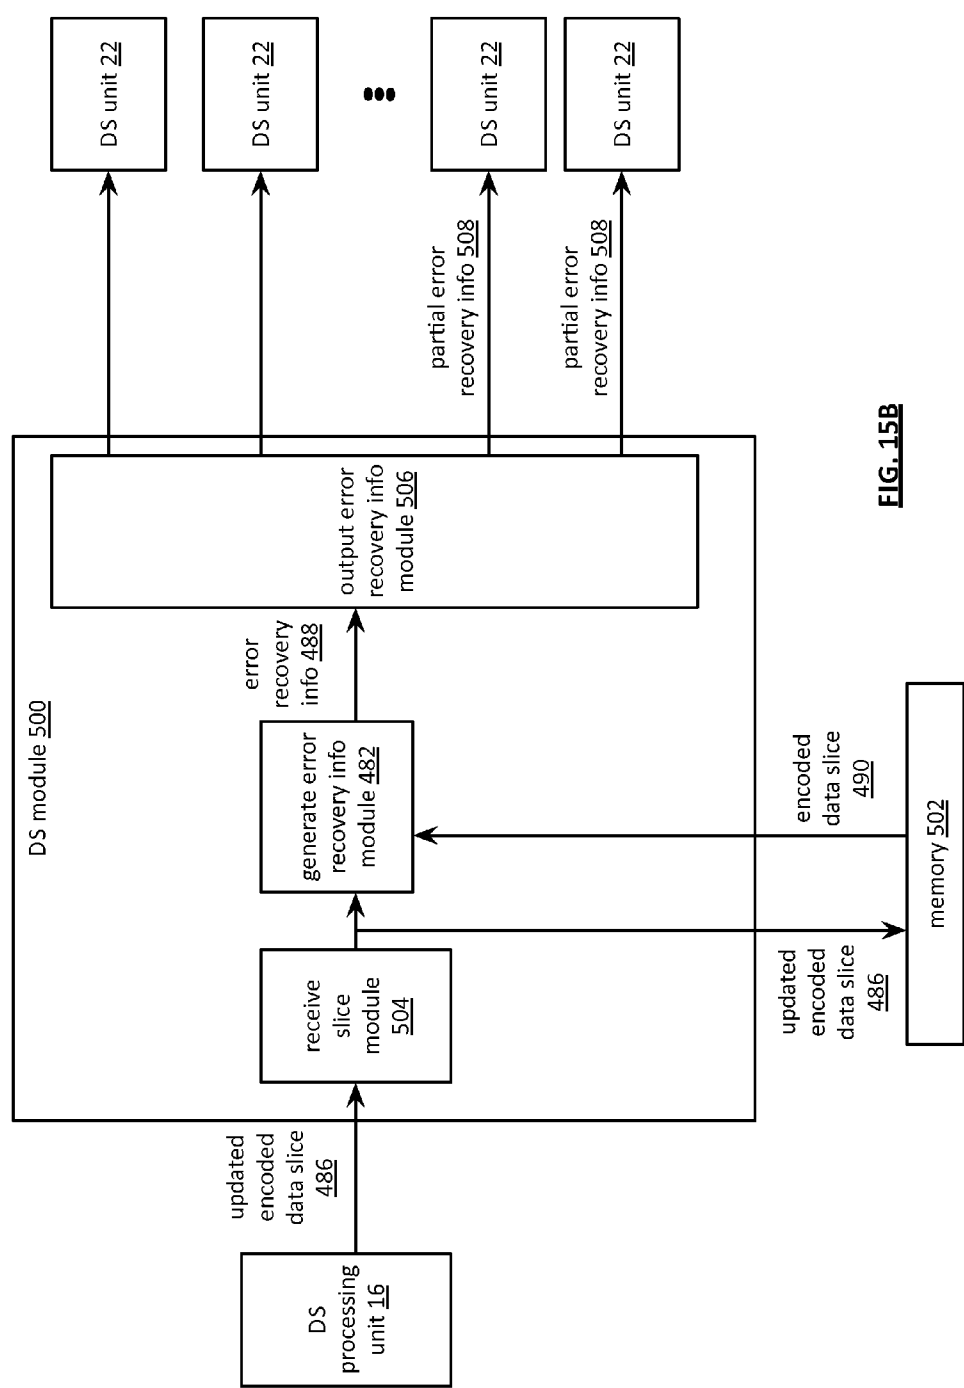 DS module 500
DS processing
unit 16
updated
encoded
data slice
486
receive
slice
module
504
generate error
recovery info
module 482
error
recovery
info 488
output error
recovery info
module 506
DS unit 22
DS unit 22
DS unit 22
DS unit 22
partial error
recovery info 508
partial error
recovery info 508
updated
encoded
data slice
486
encoded
data slice
490
memory 502
FIG. 15B